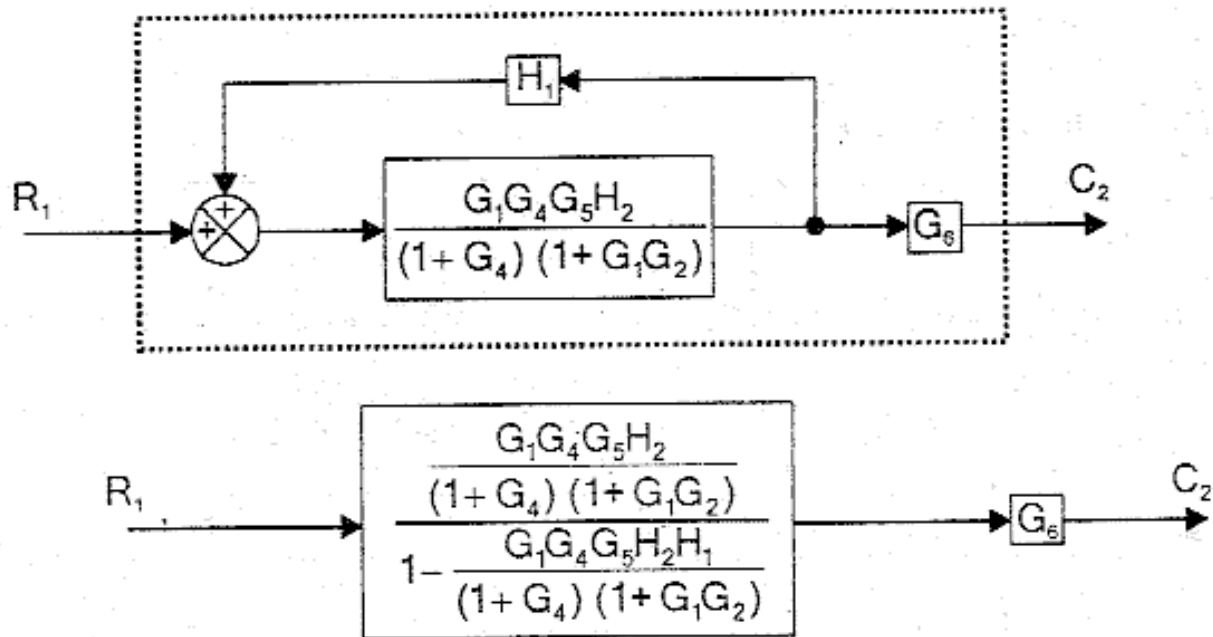 H₁
R₁
+
+
G₁G₄G₅H₂
(1+ G₄) (1+ G₁G₂)
G₆
C₂
R₁
G₁G₄G₅H₂
(1+ G₄) (1+ G₁G₂)
1- G₁G₄G₅H₂H₁
(1+ G₄) (1+ G₁G₂)
G₆
C₂